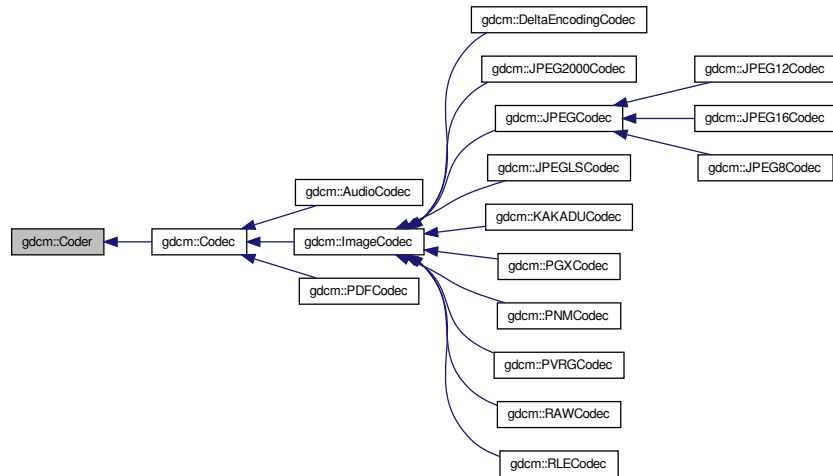 gdcm::DeltaEncodingCodec
gdcm::JPEG2000Codec
gdcm::JPEG12Codec
gdcm::JPEGCodec
gdcm::JPEG16Codec
gdcm::JPEGLSCodec
gdcm::JPEG8Codec
gdcm::AudioCodec
gdcm::KAKADUCodec
gdcm::Coder
gdcm::Codec
gdcm::ImageCodec
gdcm::PGXCodec
gdcm::PDFCodec
gdcm::PNMCodec
gdcm::PVRGCodec
gdcm::RAWCodec
gdcm::RLECodec